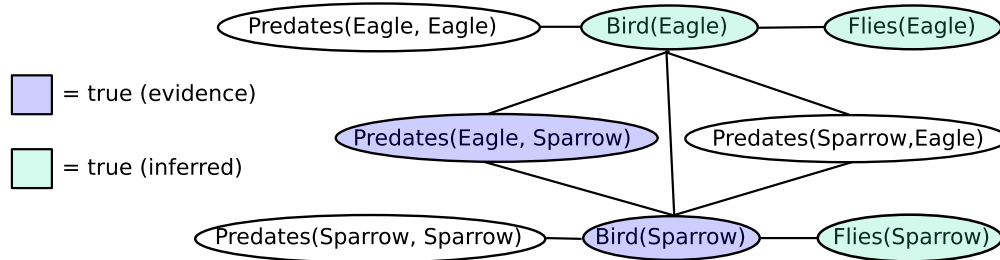 Predates(Eagle, Eagle)
Bird(Eagle)
Flies(Eagle)
= true (evidence)
Predates(Eagle, Sparrow)
Predates(Sparrow,Eagle)
= true (inferred)
Predates(Sparrow, Sparrow)
Bird(Sparrow)
Flies(Sparrow)